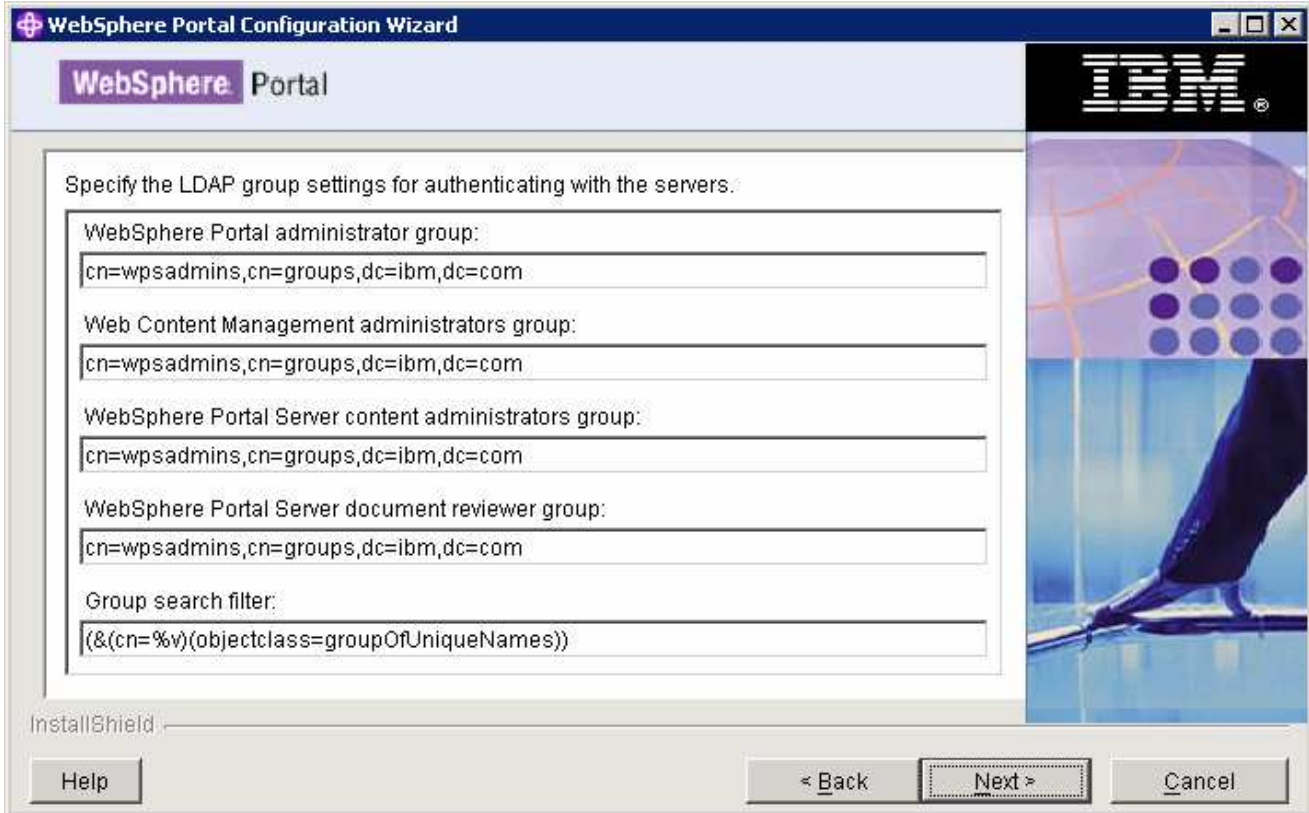 WebSphere Portal Configuration Wizard
WebSphere Portal
IBM®
Specify the LDAP group settings for authenticating with the servers.
WebSphere Portal administrator group:
cn=wpsadmins,cn=groups,dc=ibm,dc=com
Web Content Management administrators group:
cn=wpsadmins,cn=groups,dc=ibm,dc=com
WebSphere Portal Server content administrators group:
cn=wpsadmins,cn=groups,dc=ibm,dc=com
WebSphere Portal Server document reviewer group:
cn=wpsadmins,cn=groups,dc=ibm,dc=com
Group search filter:
(&(cn=%v)(objectclass=groupOfUniqueNames))
InstallShield
Help < Back Next > Cancel